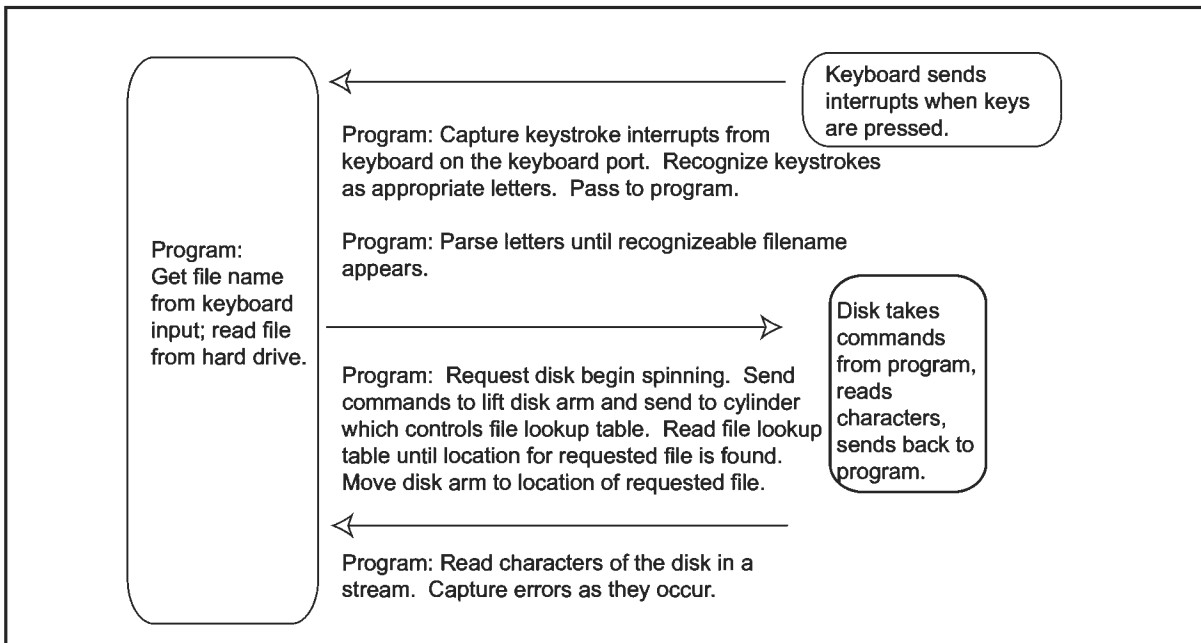 Keyboard sends
interrupts when keys
are pressed.
Program: Capture keystroke interrupts from
keyboard on the keyboard port.  Recognize keystrokes
as appropriate letters.  Pass to program.
Program: Parse letters until recognizeable filename
appears.
Program:
Get file name
from keyboard
input; read file
from hard drive.
Disk takes
commands
from program,
reads
characters,
sends back to
program.
Program:  Request disk begin spinning.  Send
commands to lift disk arm and send to cylinder
which controls file lookup table.  Read file lookup
table until location for requested file is found.
Move disk arm to location of requested file.
Program: Read characters of the disk in a
stream.  Capture errors as they occur.